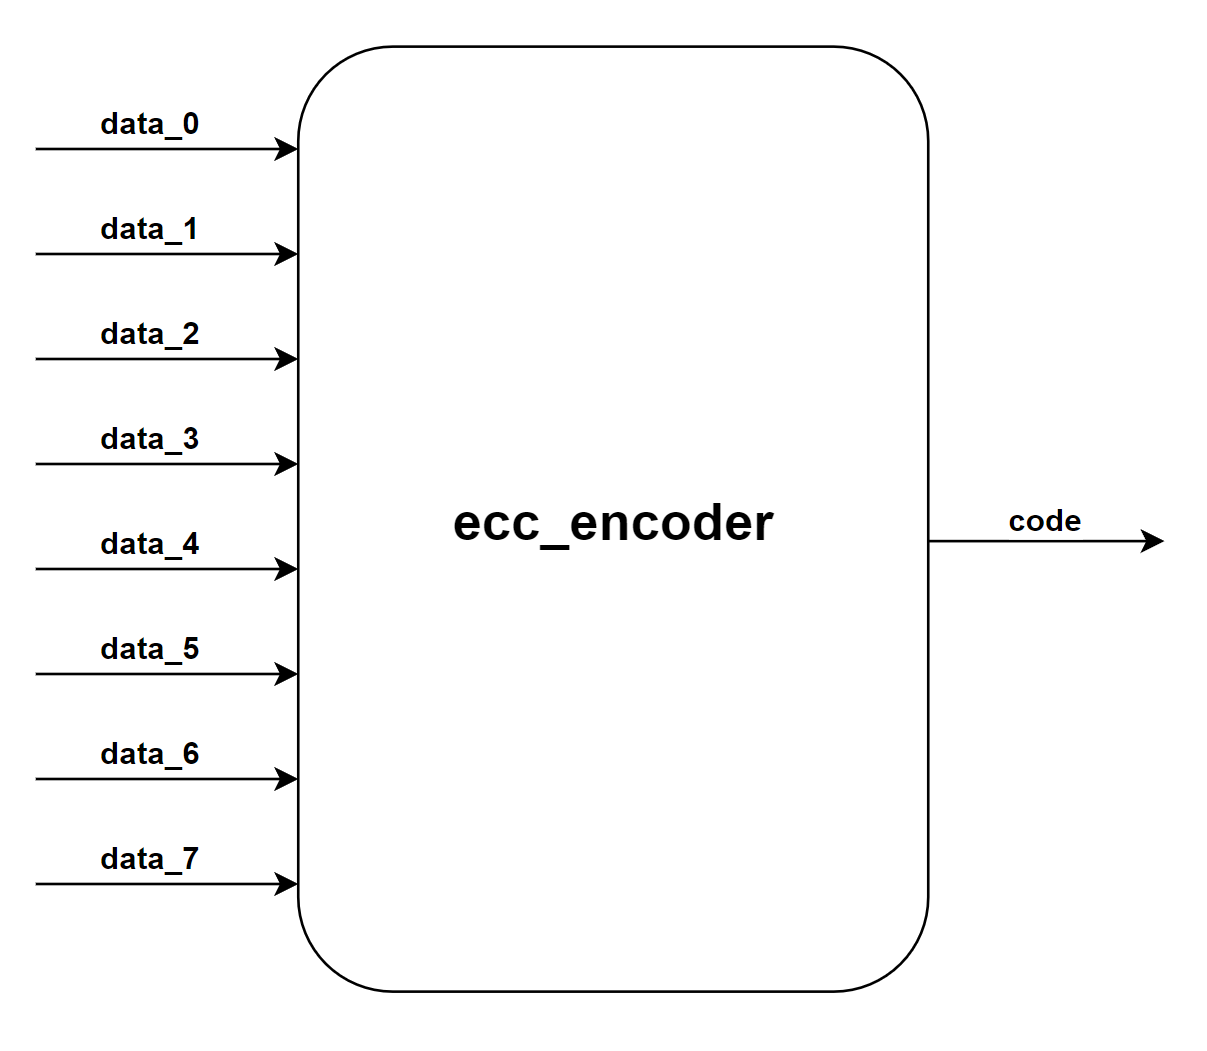 data_0
data_1
data_2
data_3
data_4
data_5
data_6
data_7
ecc_encoder
code